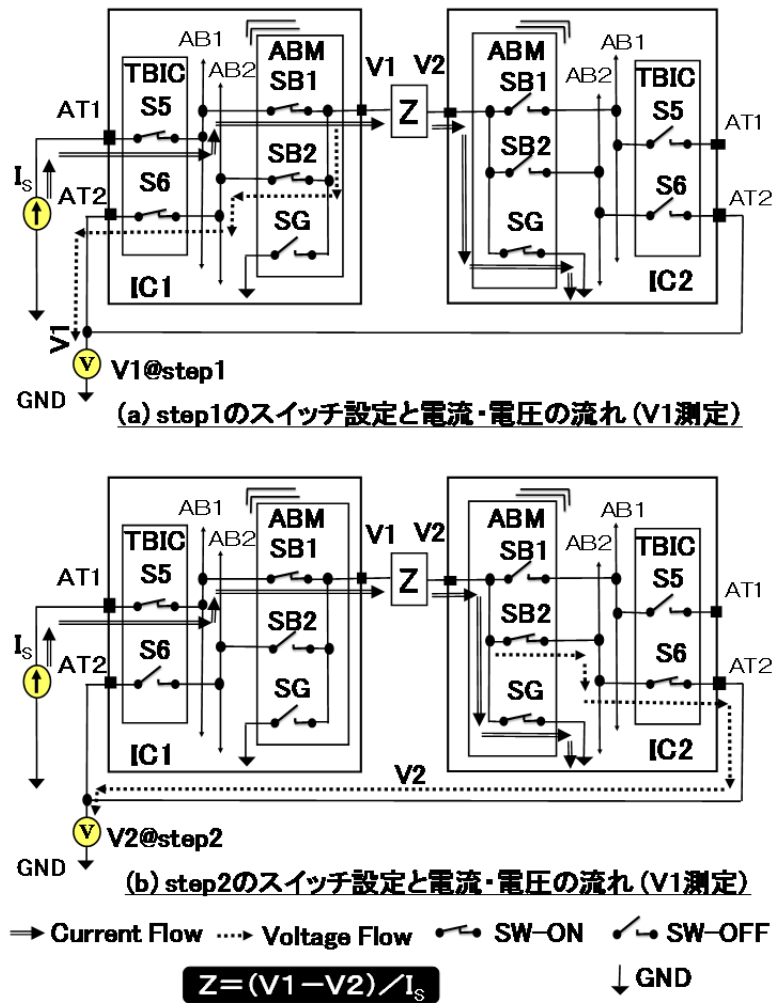 AB1
AB2
TBIC
S5
S6
AT1
AT2
IS
ABM
SB1
SB2
SG
IC1
V1
Z
V2
ABM
SB1
SB2
SG
AB1
AB2
TBIC
S5
S6
AT1
AT2
IC2
V1
V
V1@step1
GND
(a) step1のスイッチ設定と電流・電圧の流れ (V1測定)
AB1
AB2
TBIC
S5
S6
AT1
AT2
IS
ABM
SB1
SB2
SG
IC1
V1
Z
V2
ABM
SB1
SB2
SG
AB1
AB2
TBIC
S5
S6
AT1
AT2
IC2
V2
V
V2@step2
GND
(b) step2のスイッチ設定と電流・電圧の流れ (V1測定)
Current Flow Voltage Flow SW-ON SW-OFF
Z=(V1-V2)/IS
GND